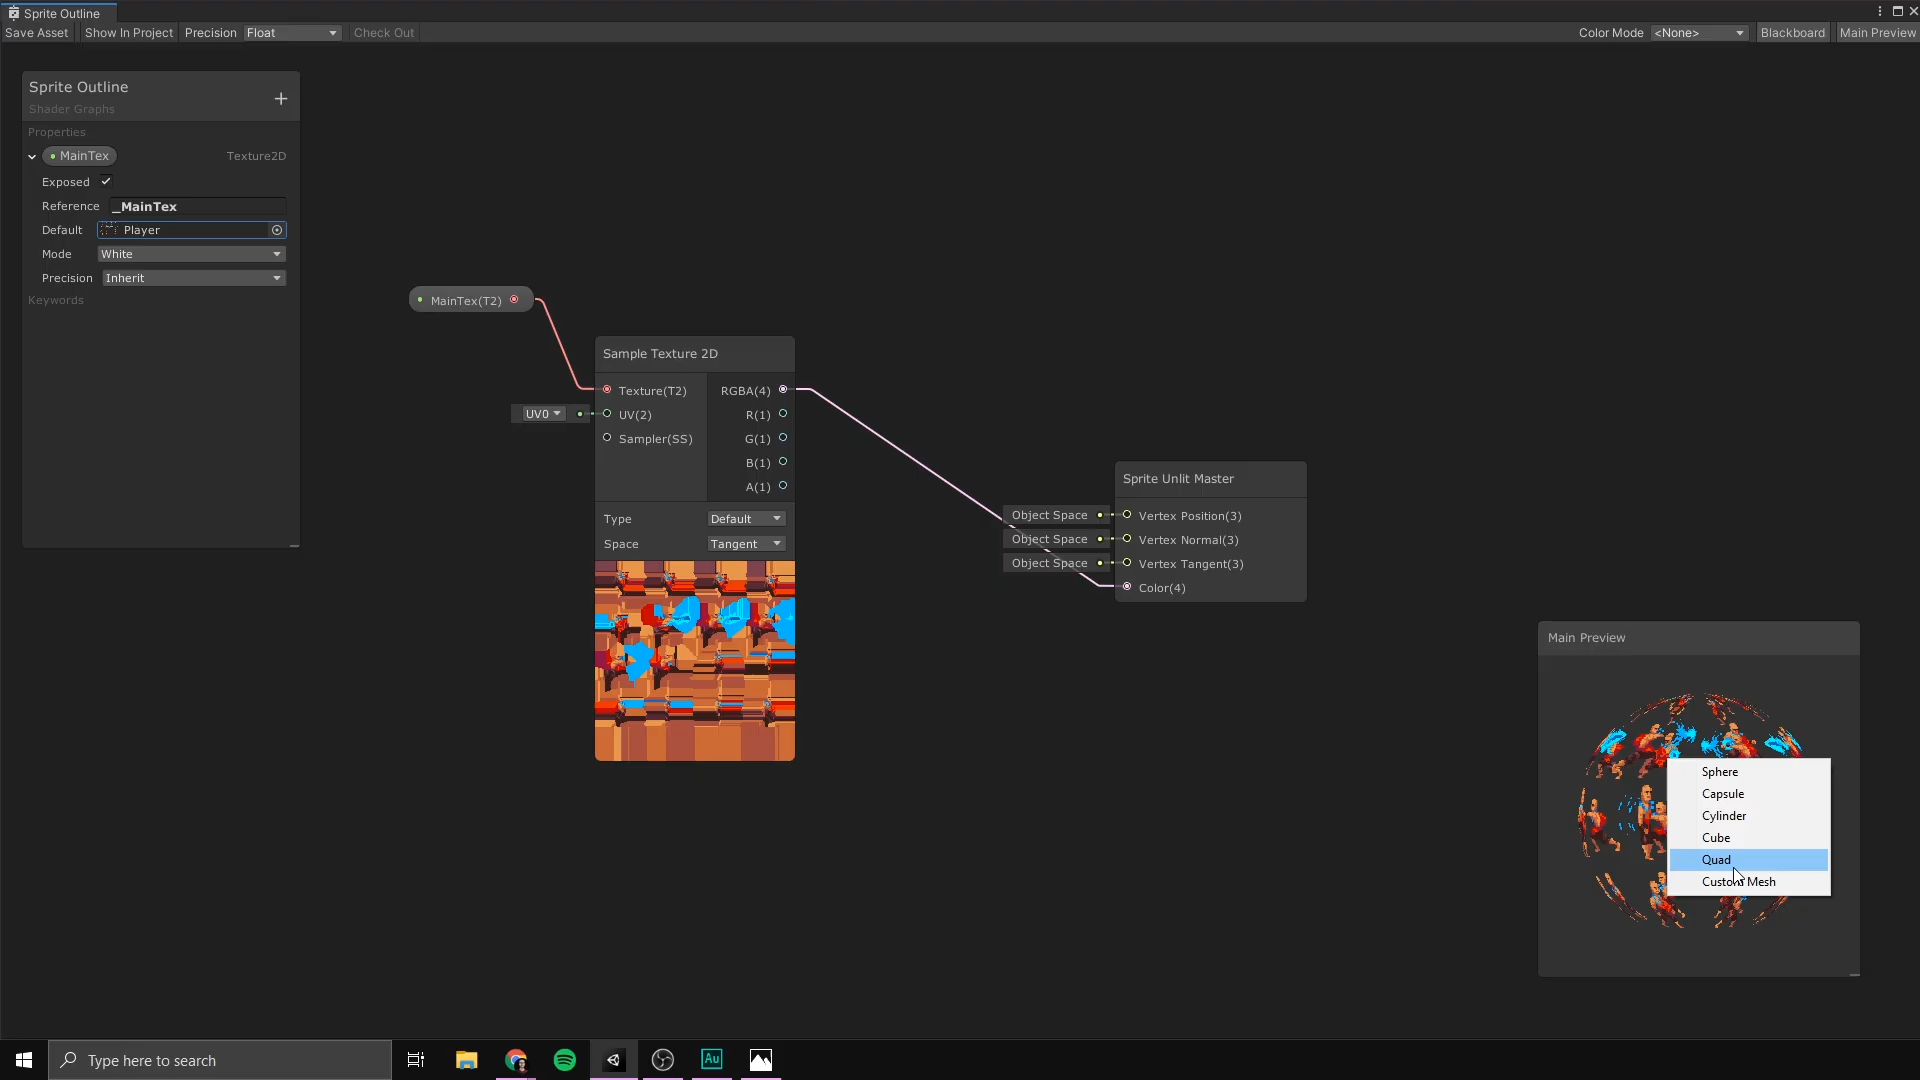 Sprite Outline
Save Asset Show In Project Precision Float Check Out Color Mode <None> Blackboard Main Preview
Sprite Outline
Shader Graphs
Properties
MainTex Texture2D
Exposed
Reference _MainTex
Default Player
Mode White
Precision Inherit
Keywords
MainTex(T2)
Sample Texture 2D
Texture(T2) RGBA(4)
UV0 UV(2) R(1)
Sampler(SS) G(1)
B(1)
A(1)
Type Default
Space Tangent
Sprite Unlit Master
Object Space Vertex Position(3)
Object Space Vertex Normal(3)
Object Space Vertex Tangent(3)
Color(4)
Main Preview
Sphere
Capsule
Cylinder
Cube
Quad
Custom Mesh
Type here to search
Au